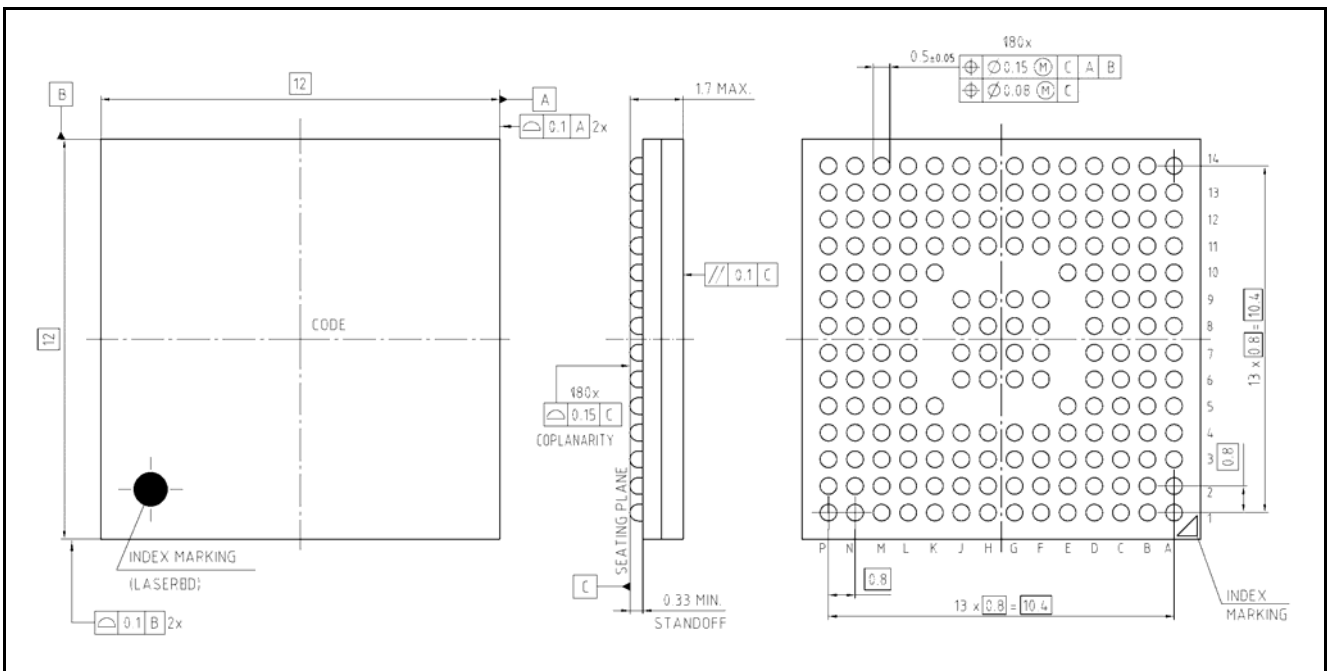 B
12
A
⌓ 0.1 A 2x
12
CODE
INDEX MARKING
(LASERED)
⌓ 0.1 B 2x
1.7 MAX.
// 0.1 C
180x
⌓ 0.15 C
COPLANARITY
SEATING PLANE
C
0.33 MIN.
STANDOFF
180x
0.5±0.05
⌖ Ø0.15 Ⓜ C A B
⌖ Ø0.08 Ⓜ C
14
13
12
11
10
9
8
7
6
5
4
3
2
1
13 x 0.8 = 10.4
0.8
P N M L K J H G F E D C B A
0.8
13 x 0.8 = 10.4
INDEX
MARKING